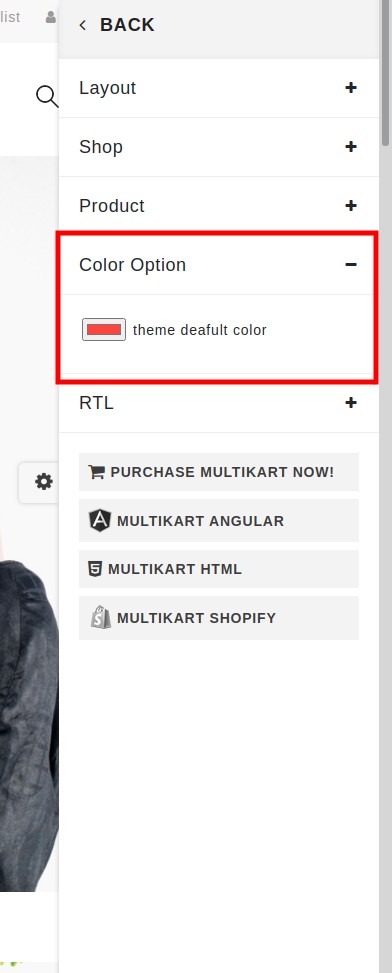 list
BACK
Layout
Shop
Product
Color Option
theme deafult color
RTL
PURCHASE MULTIKART NOW!
MULTIKART ANGULAR
MULTIKART HTML
MULTIKART SHOPIFY